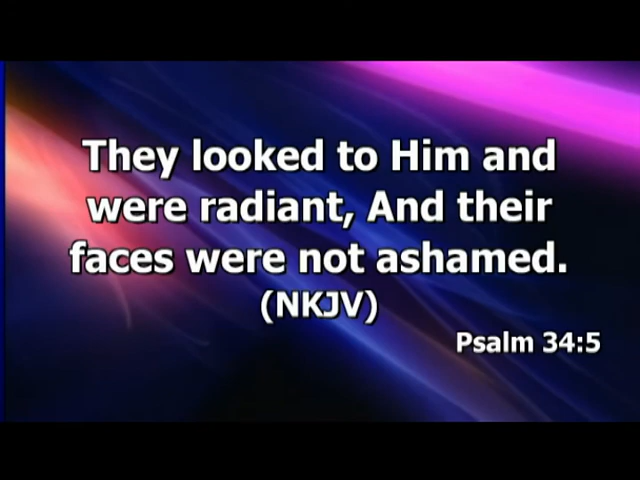 They looked to Him and
were radiant, And their
faces were not ashamed.
(NKJV)
Psalm 34:5